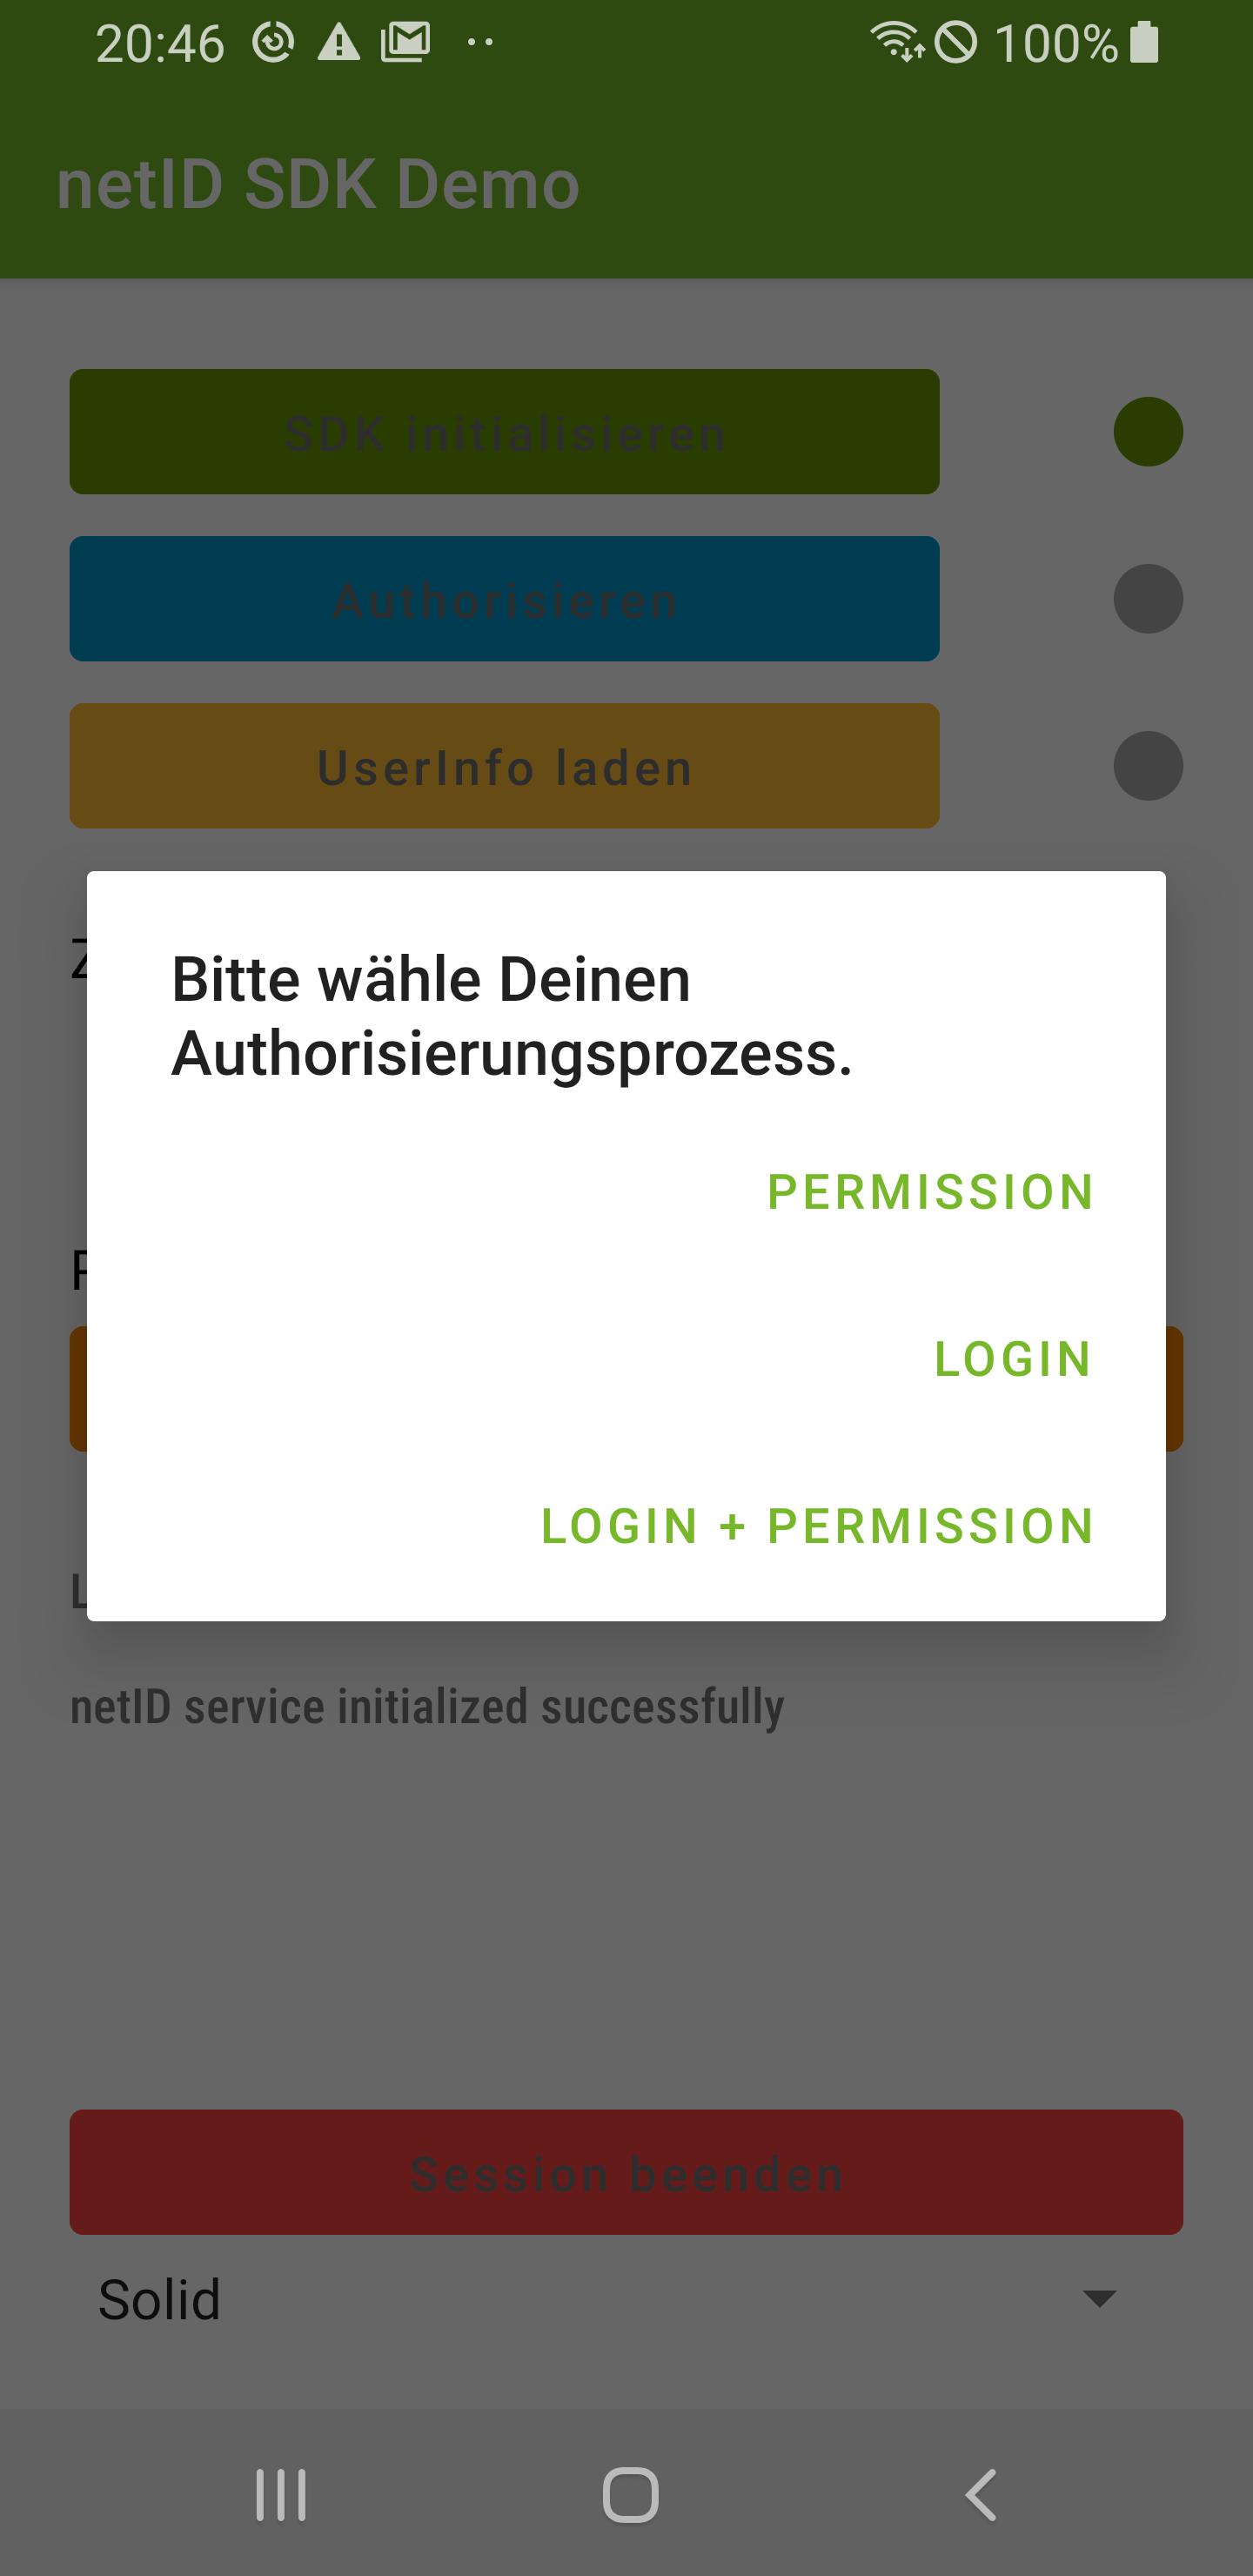 20:46
100%
netID SDK Demo
SDK initialisieren
Authorisieren
UserInfo laden
Bitte wähle Deinen
Authorisierungsprozess.
PERMISSION
LOGIN
LOGIN + PERMISSION
netID service initialized successfully
Session beenden
Solid